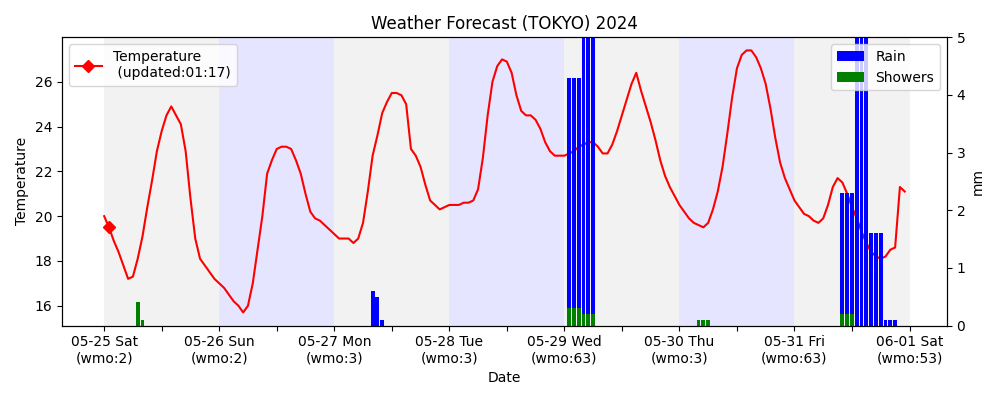 Weather Forecast (TOKYO) 2024
Temperature
(updated:01:17)
Rain
Showers
Temperature
26
24
22
20
18
16
5
4
3
2
1
0
mm
05-25 Sat
(wmo:2)
05-26 Sun
(wmo:2)
05-27 Mon
(wmo:3)
05-28 Tue
(wmo:3)
05-29 Wed
(wmo:63)
05-30 Thu
(wmo:3)
05-31 Fri
(wmo:63)
06-01 Sat
(wmo:53)
Date